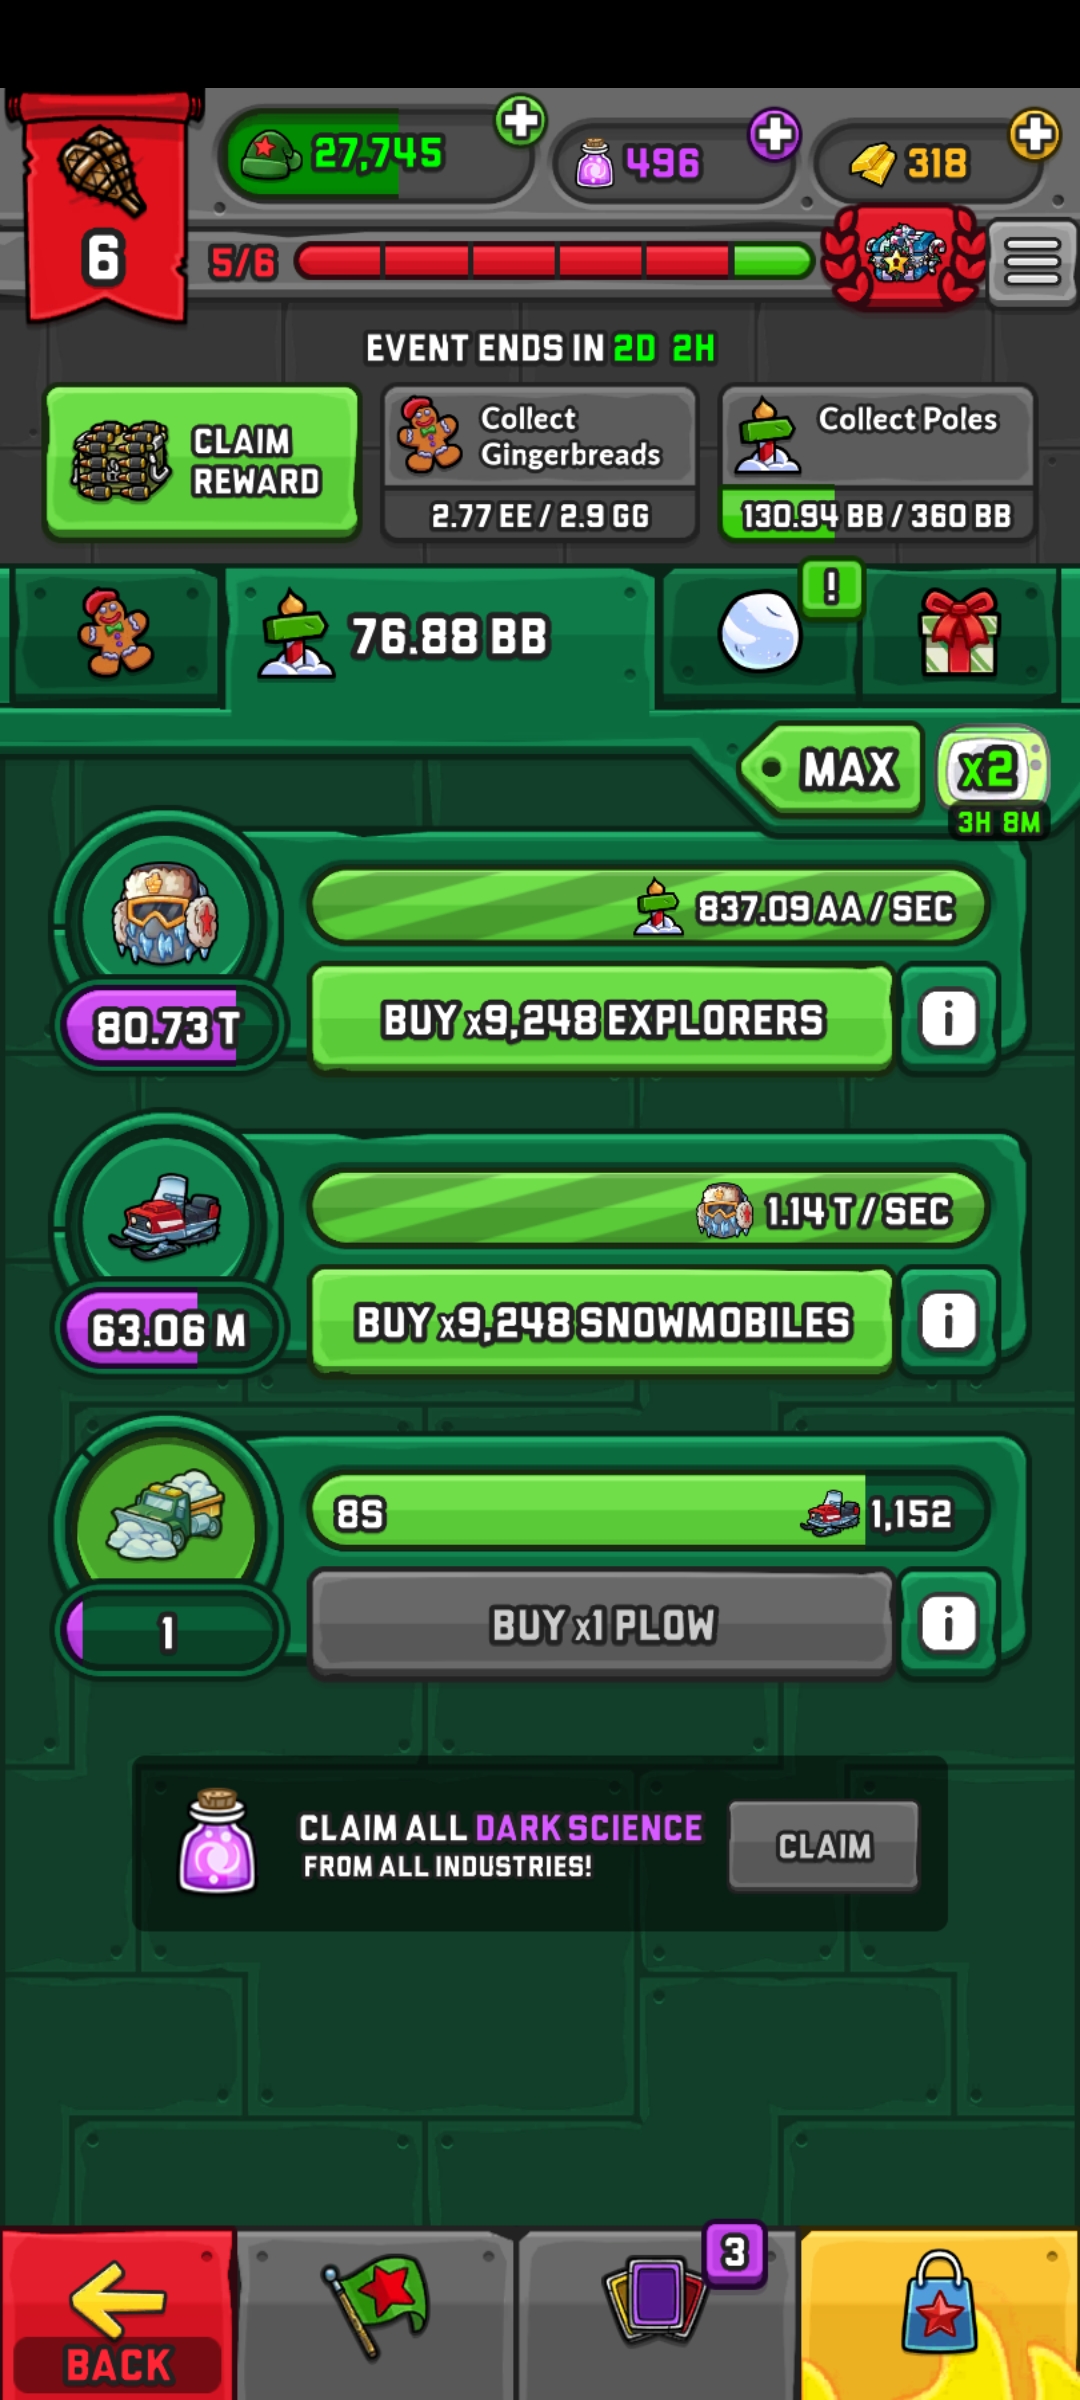 27,745
496
318
6
5/6
EVENT ENDS IN 2D 2H
CLAIM
REWARD
Collect
Gingerbreads
2.77 EE / 2.9 GG
Collect Poles
130.94 BB / 360 BB
76.88 BB
!
MAX
x2
3H 8M
837.09 AA / SEC
80.73 T
BUY x9,248 EXPLORERS
i
1.14 T / SEC
63.06 M
BUY x9,248 SNOWMOBILES
i
8S
1,152
1
BUY x1 PLOW
i
CLAIM ALL DARK SCIENCE
FROM ALL INDUSTRIES!
CLAIM
3
BACK